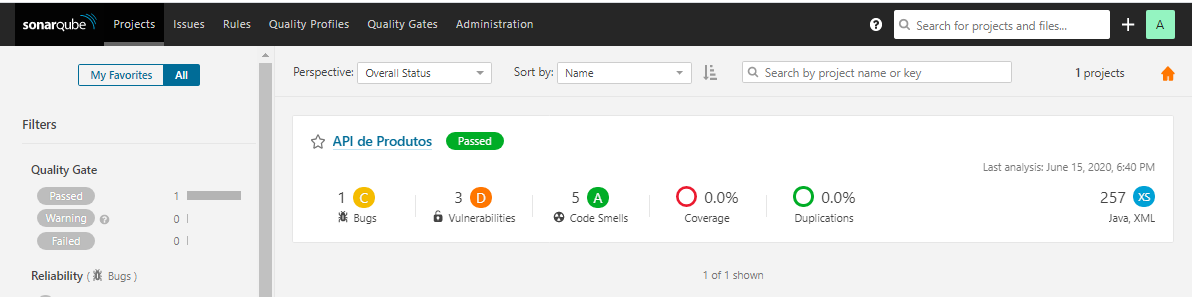 sonarqube Projects Issues Rules Quality Profiles Quality Gates Administration ? Search for projects and files... + A
My Favorites All Perspective: Overall Status Sort by: Name Search by project name or key 1 projects
Filters
API de Produtos Passed
Last analysis: June 15, 2020, 6:40 PM
Quality Gate
Passed 1
Warning ? 0
Failed 0
1 C 3 D 5 A 0.0% 0.0% 257 XS
Bugs Vulnerabilities Code Smells Coverage Duplications Java, XML
Reliability ( Bugs )
1 of 1 shown